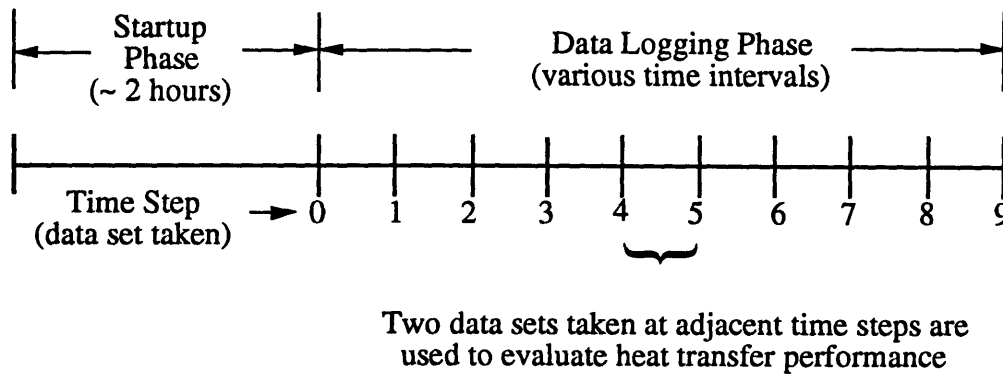 Startup
Phase
(~ 2 hours)
Data Logging Phase
(various time intervals)
Time Step
(data set taken)
0 1 2 3 4 5 6 7 8 9
Two data sets taken at adjacent time steps are
used to evaluate heat transfer performance